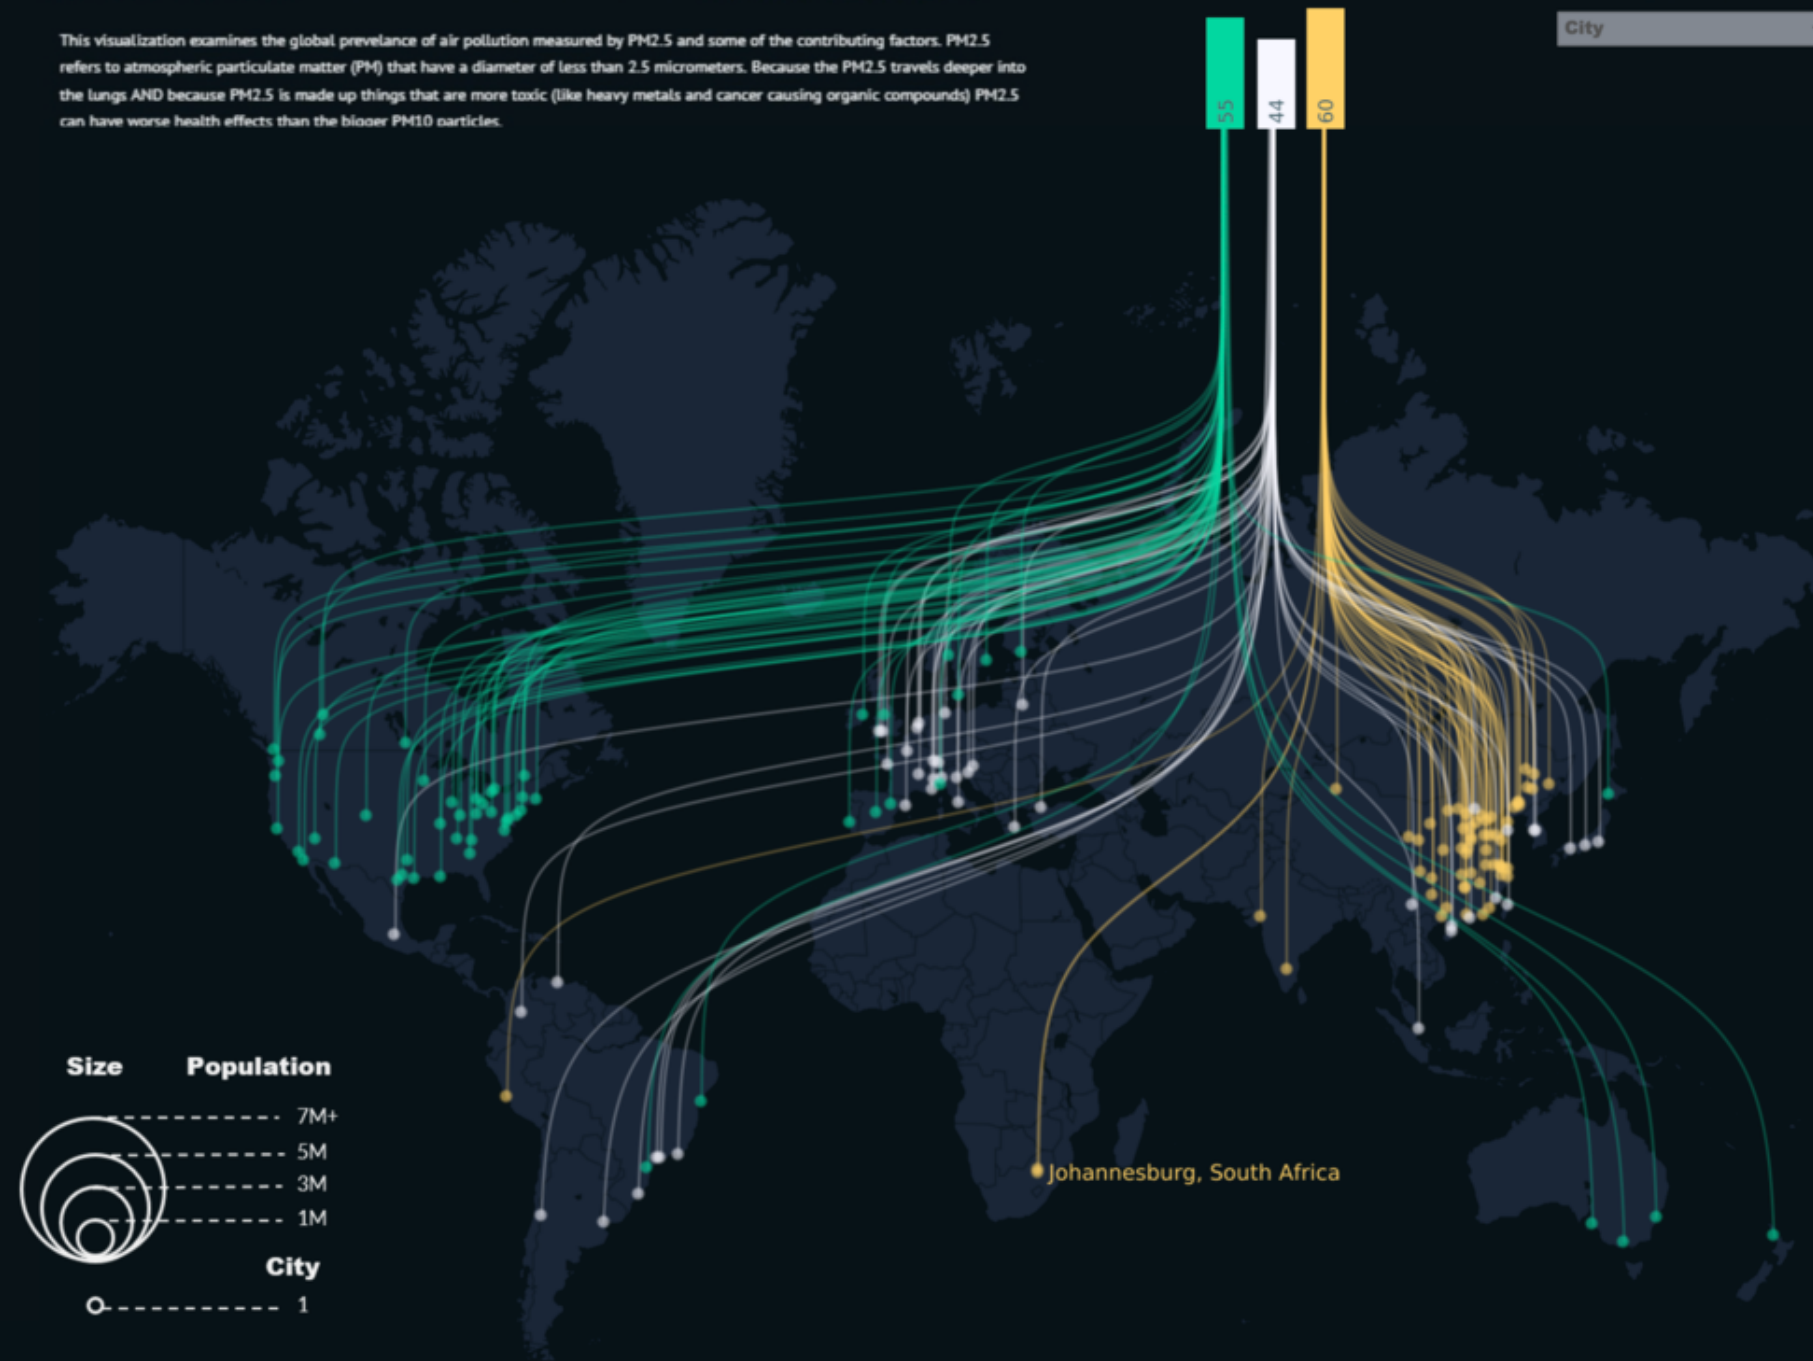 This visualization examines the global prevelance of air pollution measured by PM2.5 and some of the contributing factors. PM2.5
refers to atmospheric particulate matter (PM) that have a diameter of less than 2.5 micrometers. Because the PM2.5 travels deeper into
the lungs AND because PM2.5 is made up things that are more toxic (like heavy metals and cancer causing organic compounds) PM2.5
can have worse health effects than the bigger PM10 particles.
55
44
60
City
Johannesburg, South Africa
Size Population
7M+
5M
3M
1M
City
1